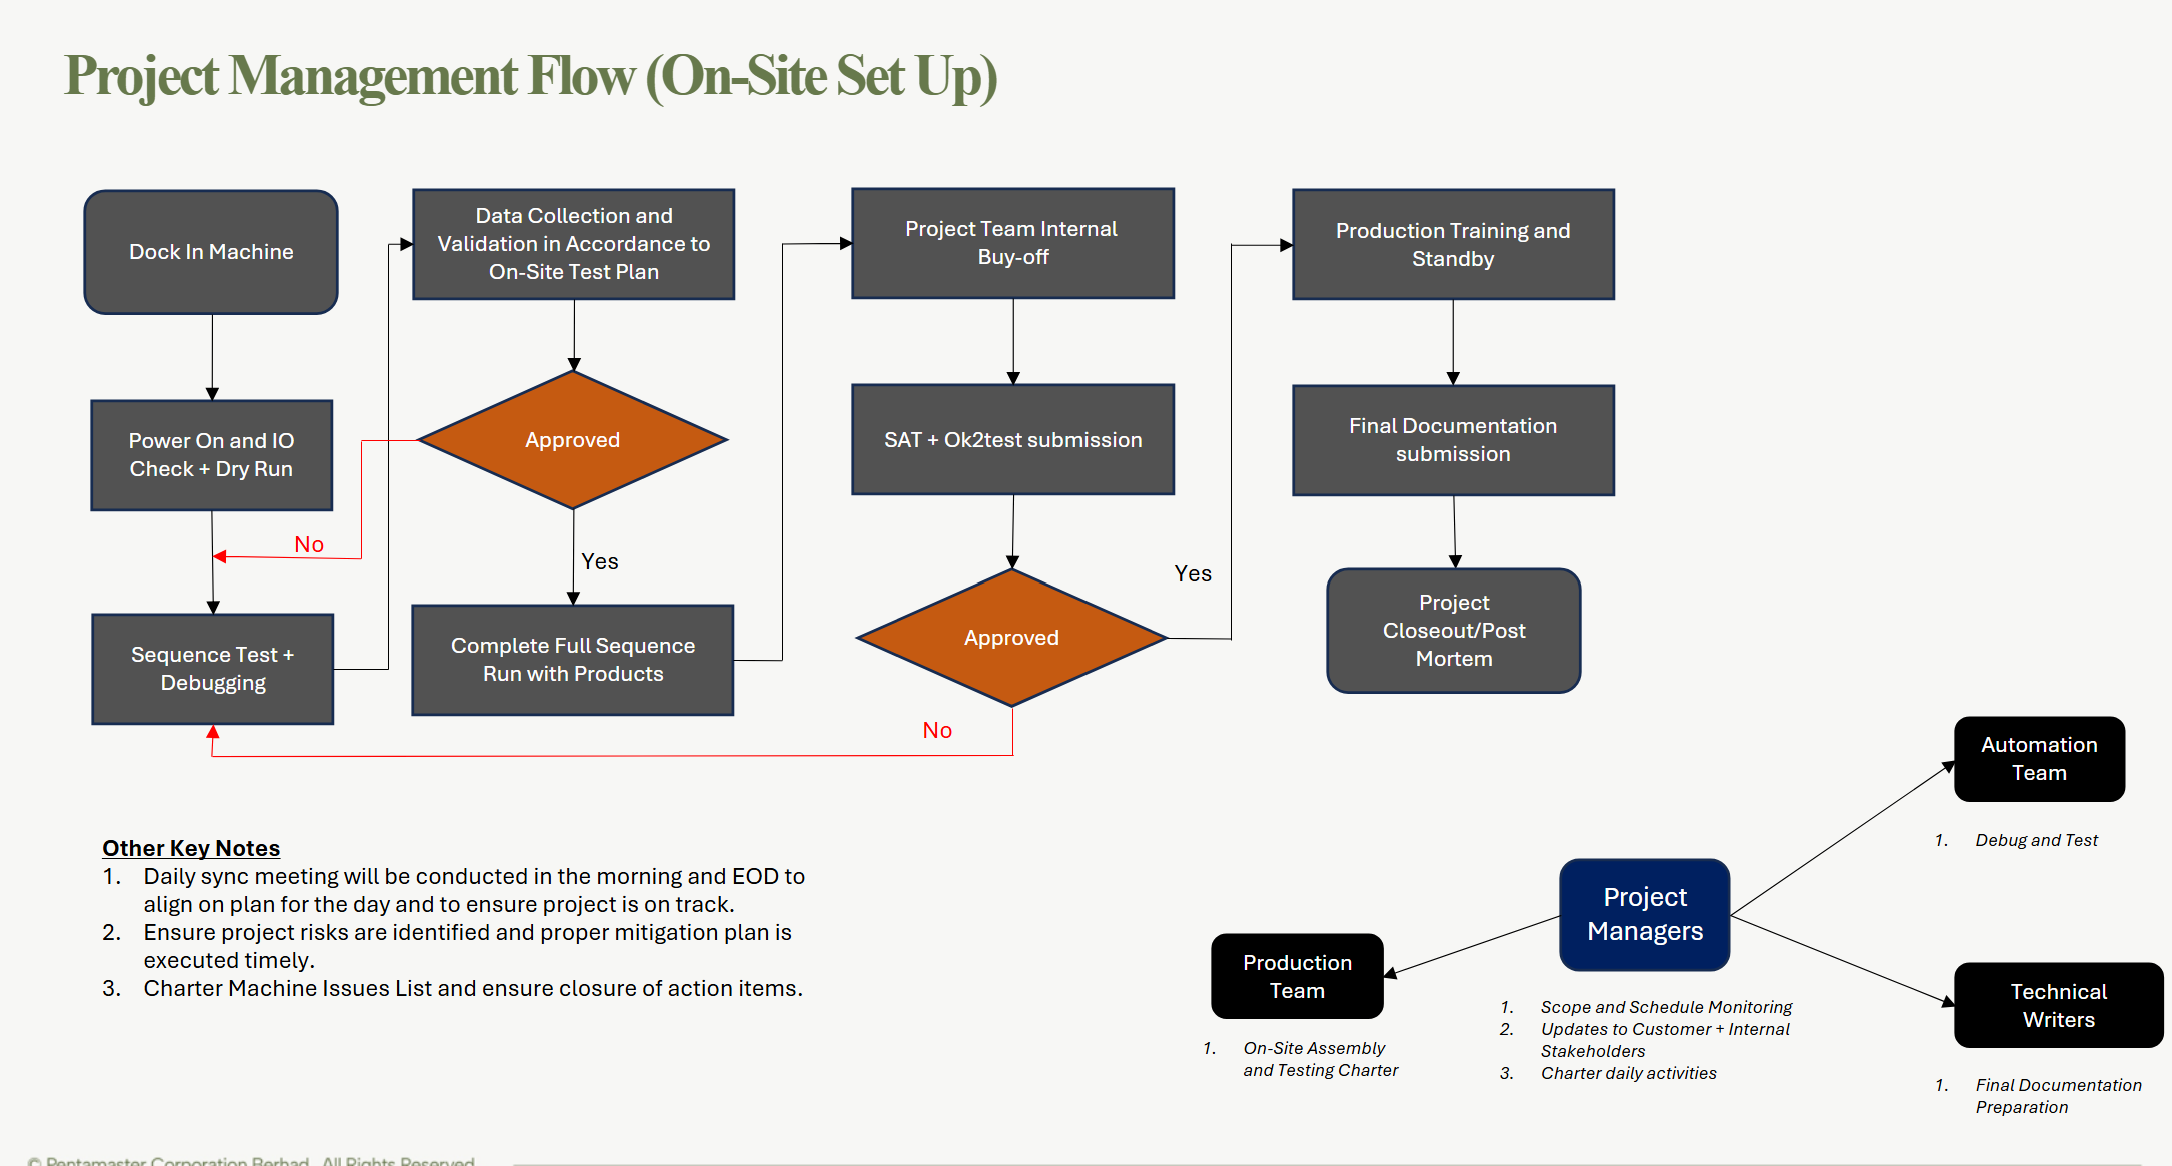 Project Management Flow (On-Site Set Up)
Dock In Machine
Power On and IO
Check + Dry Run
No
Sequence Test +
Debugging
Data Collection and
Validation in Accordance to
On-Site Test Plan
Approved
Yes
Complete Full Sequence
Run with Products
Project Team Internal
Buy-off
SAT + Ok2test submission
Approved
Yes
No
Production Training and
Standby
Final Documentation
submission
Project
Closeout/Post
Mortem
Other Key Notes
1. Daily sync meeting will be conducted in the morning and EOD to
align on plan for the day and to ensure project is on track.
2. Ensure project risks are identified and proper mitigation plan is
executed timely.
3. Charter Machine Issues List and ensure closure of action items.
Production
Team
1. On-Site Assembly
and Testing Charter
Project
Managers
1. Scope and Schedule Monitoring
2. Updates to Customer + Internal
Stakeholders
3. Charter daily activities
Automation
Team
1. Debug and Test
Technical
Writers
1. Final Documentation
Preparation
© Pentamaster Corporation Berhad. All Rights Reserved